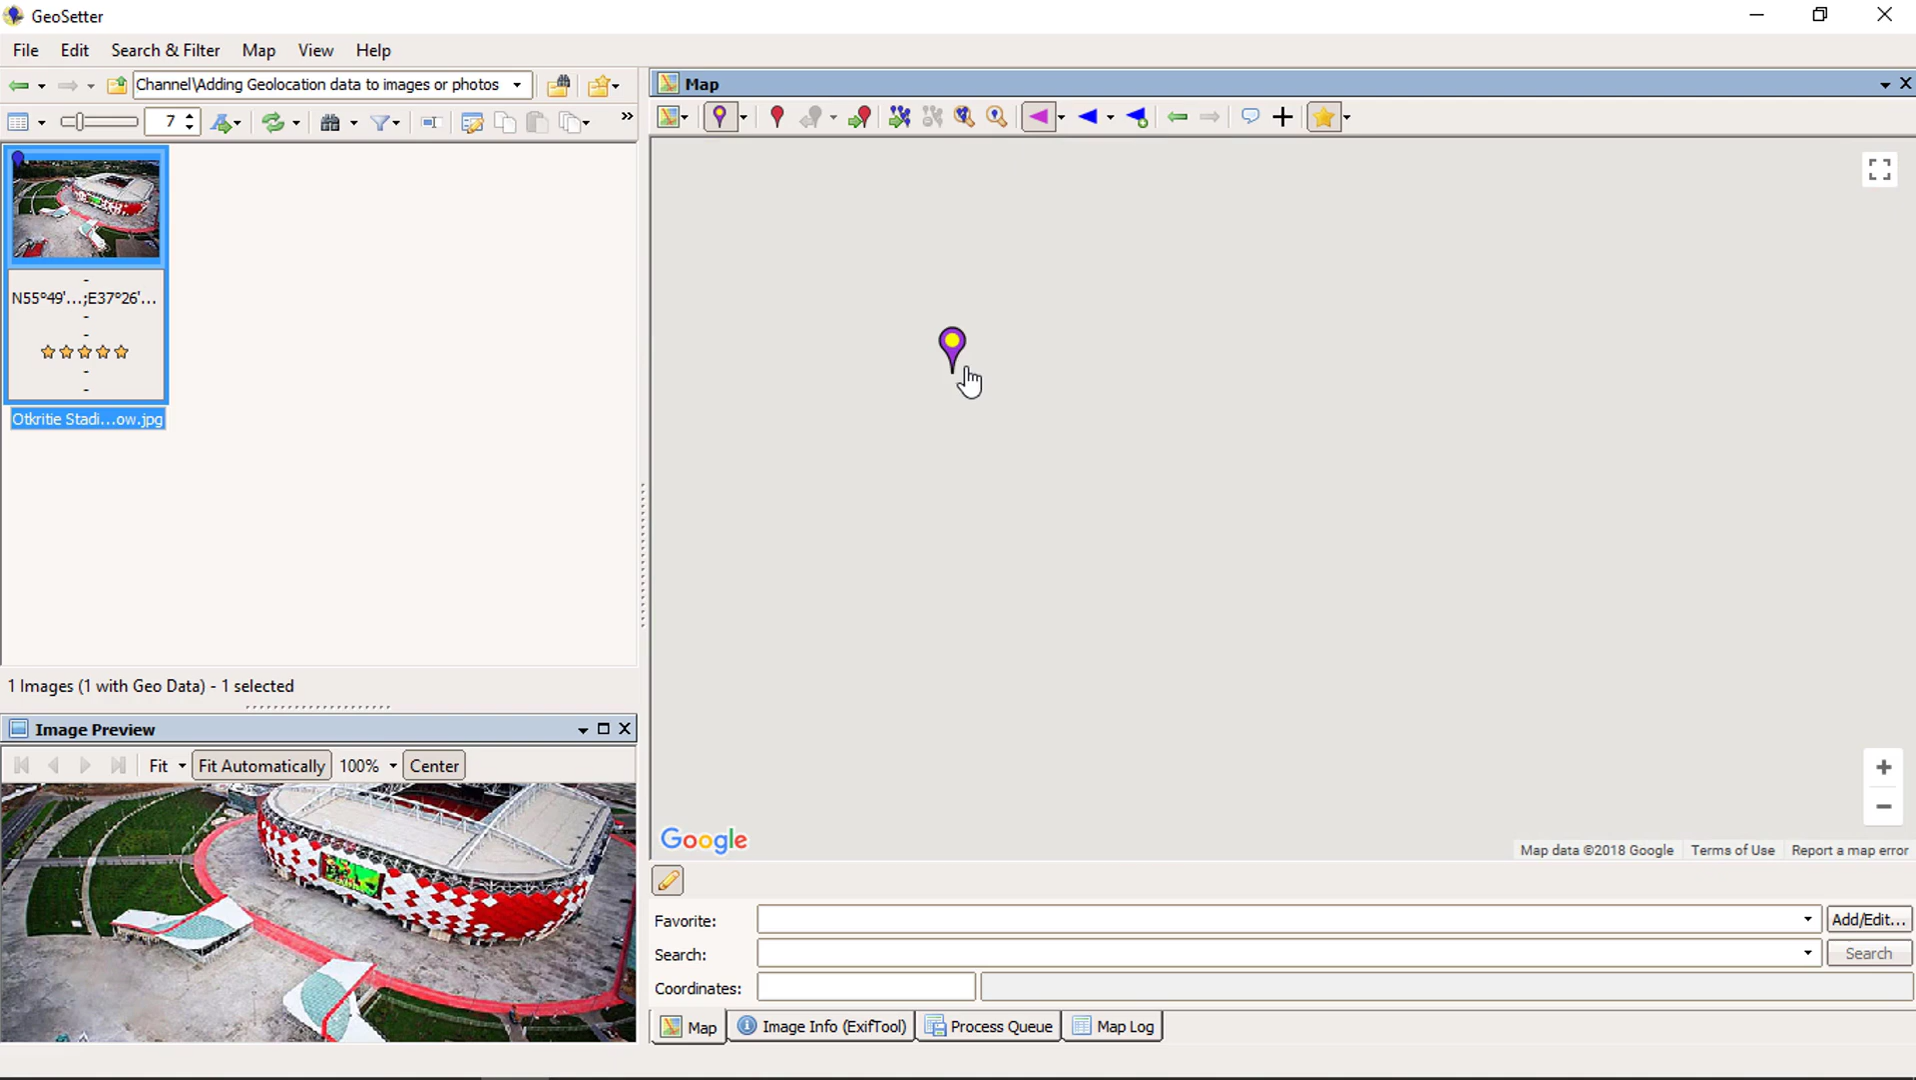 GeoSetter
File Edit Search & Filter Map View Help
Channel\Adding Geolocation data to images or photos
7
Map
-
N55°49'...;E37°26'...
-
-
-
-
Otkritie Stadi...ow.jpg
1 Images (1 with Geo Data) - 1 selected
Image Preview
Fit Fit Automatically 100% Center
Google
Map data ©2018 Google Terms of Use Report a map error
Favorite: Add/Edit...
Search: Search
Coordinates:
Map Image Info (ExifTool) Process Queue Map Log